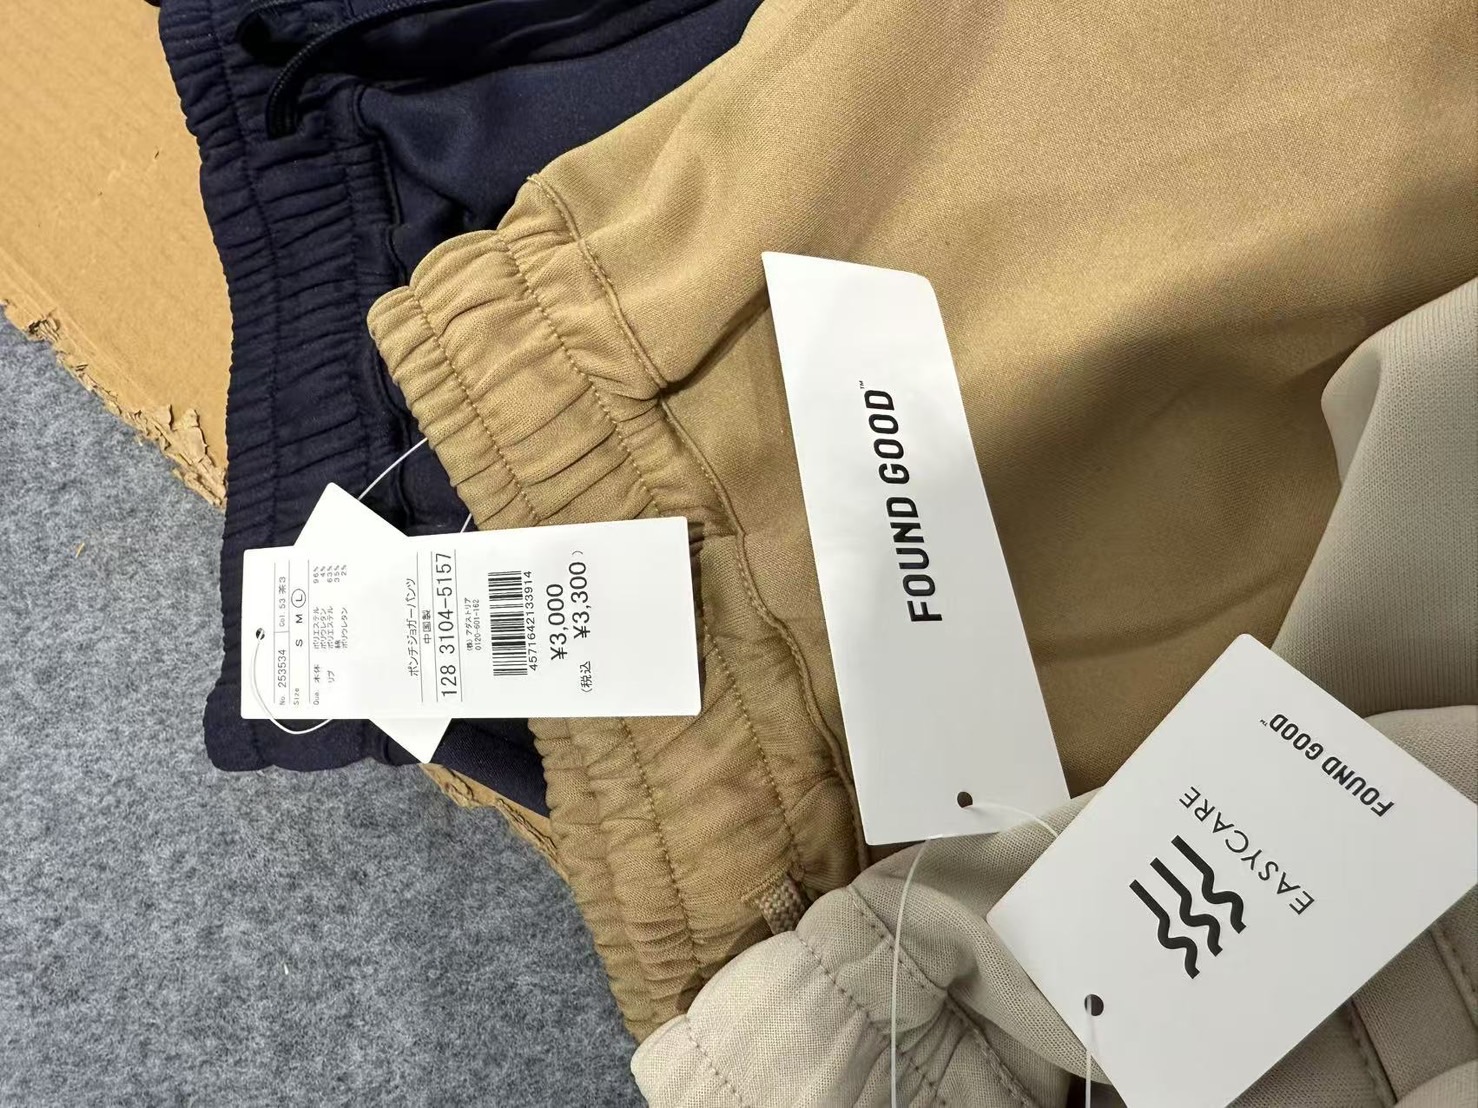 No. 253534 Col. 53 茶3
Size S M L
Qua. 本体 ポリエステル 96%
ポリウレタン 4%
リブ ポリエステル 63%
綿 35%
ポリウレタン 2%
ポンチジョガーパンツ
中国製
128 3104-5157
(株)アダストリア
0120-601-162
4571642133914
¥3,000
(税込 ¥3,300)
FOUND GOOD™
FOUND GOOD™
EASYCARE